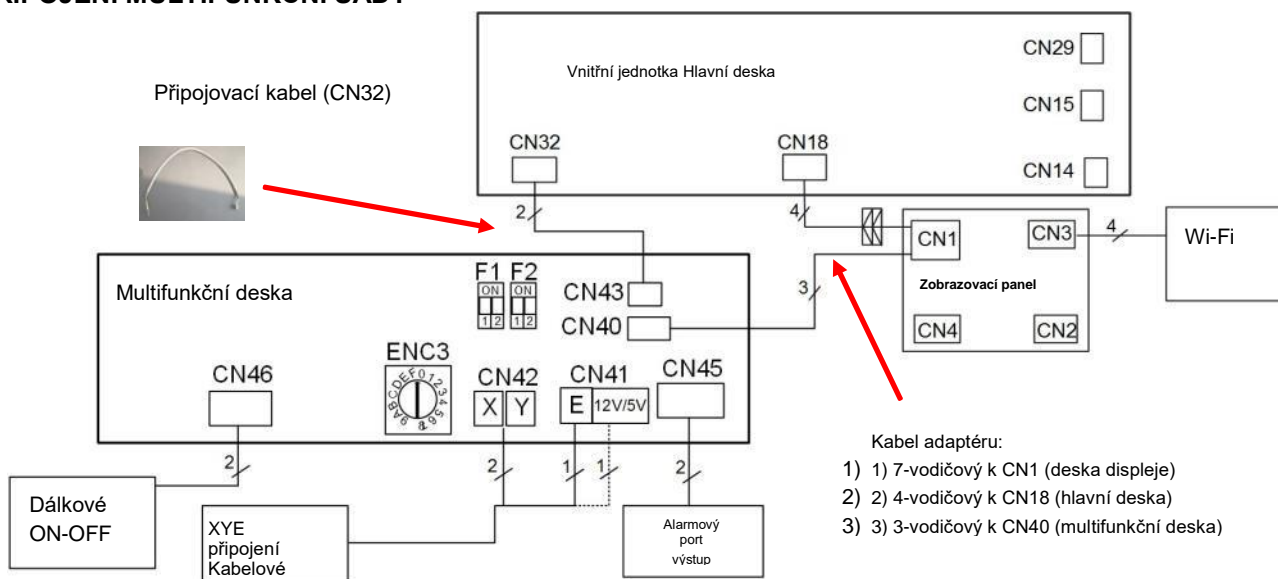 Připojovací kabel (CN32)
Vnitřní jednotka Hlavní deska
CN29
CN15
CN14
CN32
CN18
2
4
CN1
CN3
4
Wi-Fi
Zobrazovací panel
CN4
CN2
3
Multifunkční deska
F1 F2
ON ON
1 2 1 2
CN43
CN40
ENC3
CN46
CN42
CN41
CN45
X Y
E 12V/5V
2
2
1
1
2
Dálkové
ON-OFF
XYE
připojení
Kabelové
Alarmový
port
výstup
Kabel adaptéru:
1) 1) 7-vodičový k CN1 (deska displeje)
2) 2) 4-vodičový k CN18 (hlavní deska)
3) 3) 3-vodičový k CN40 (multifunkční deska)